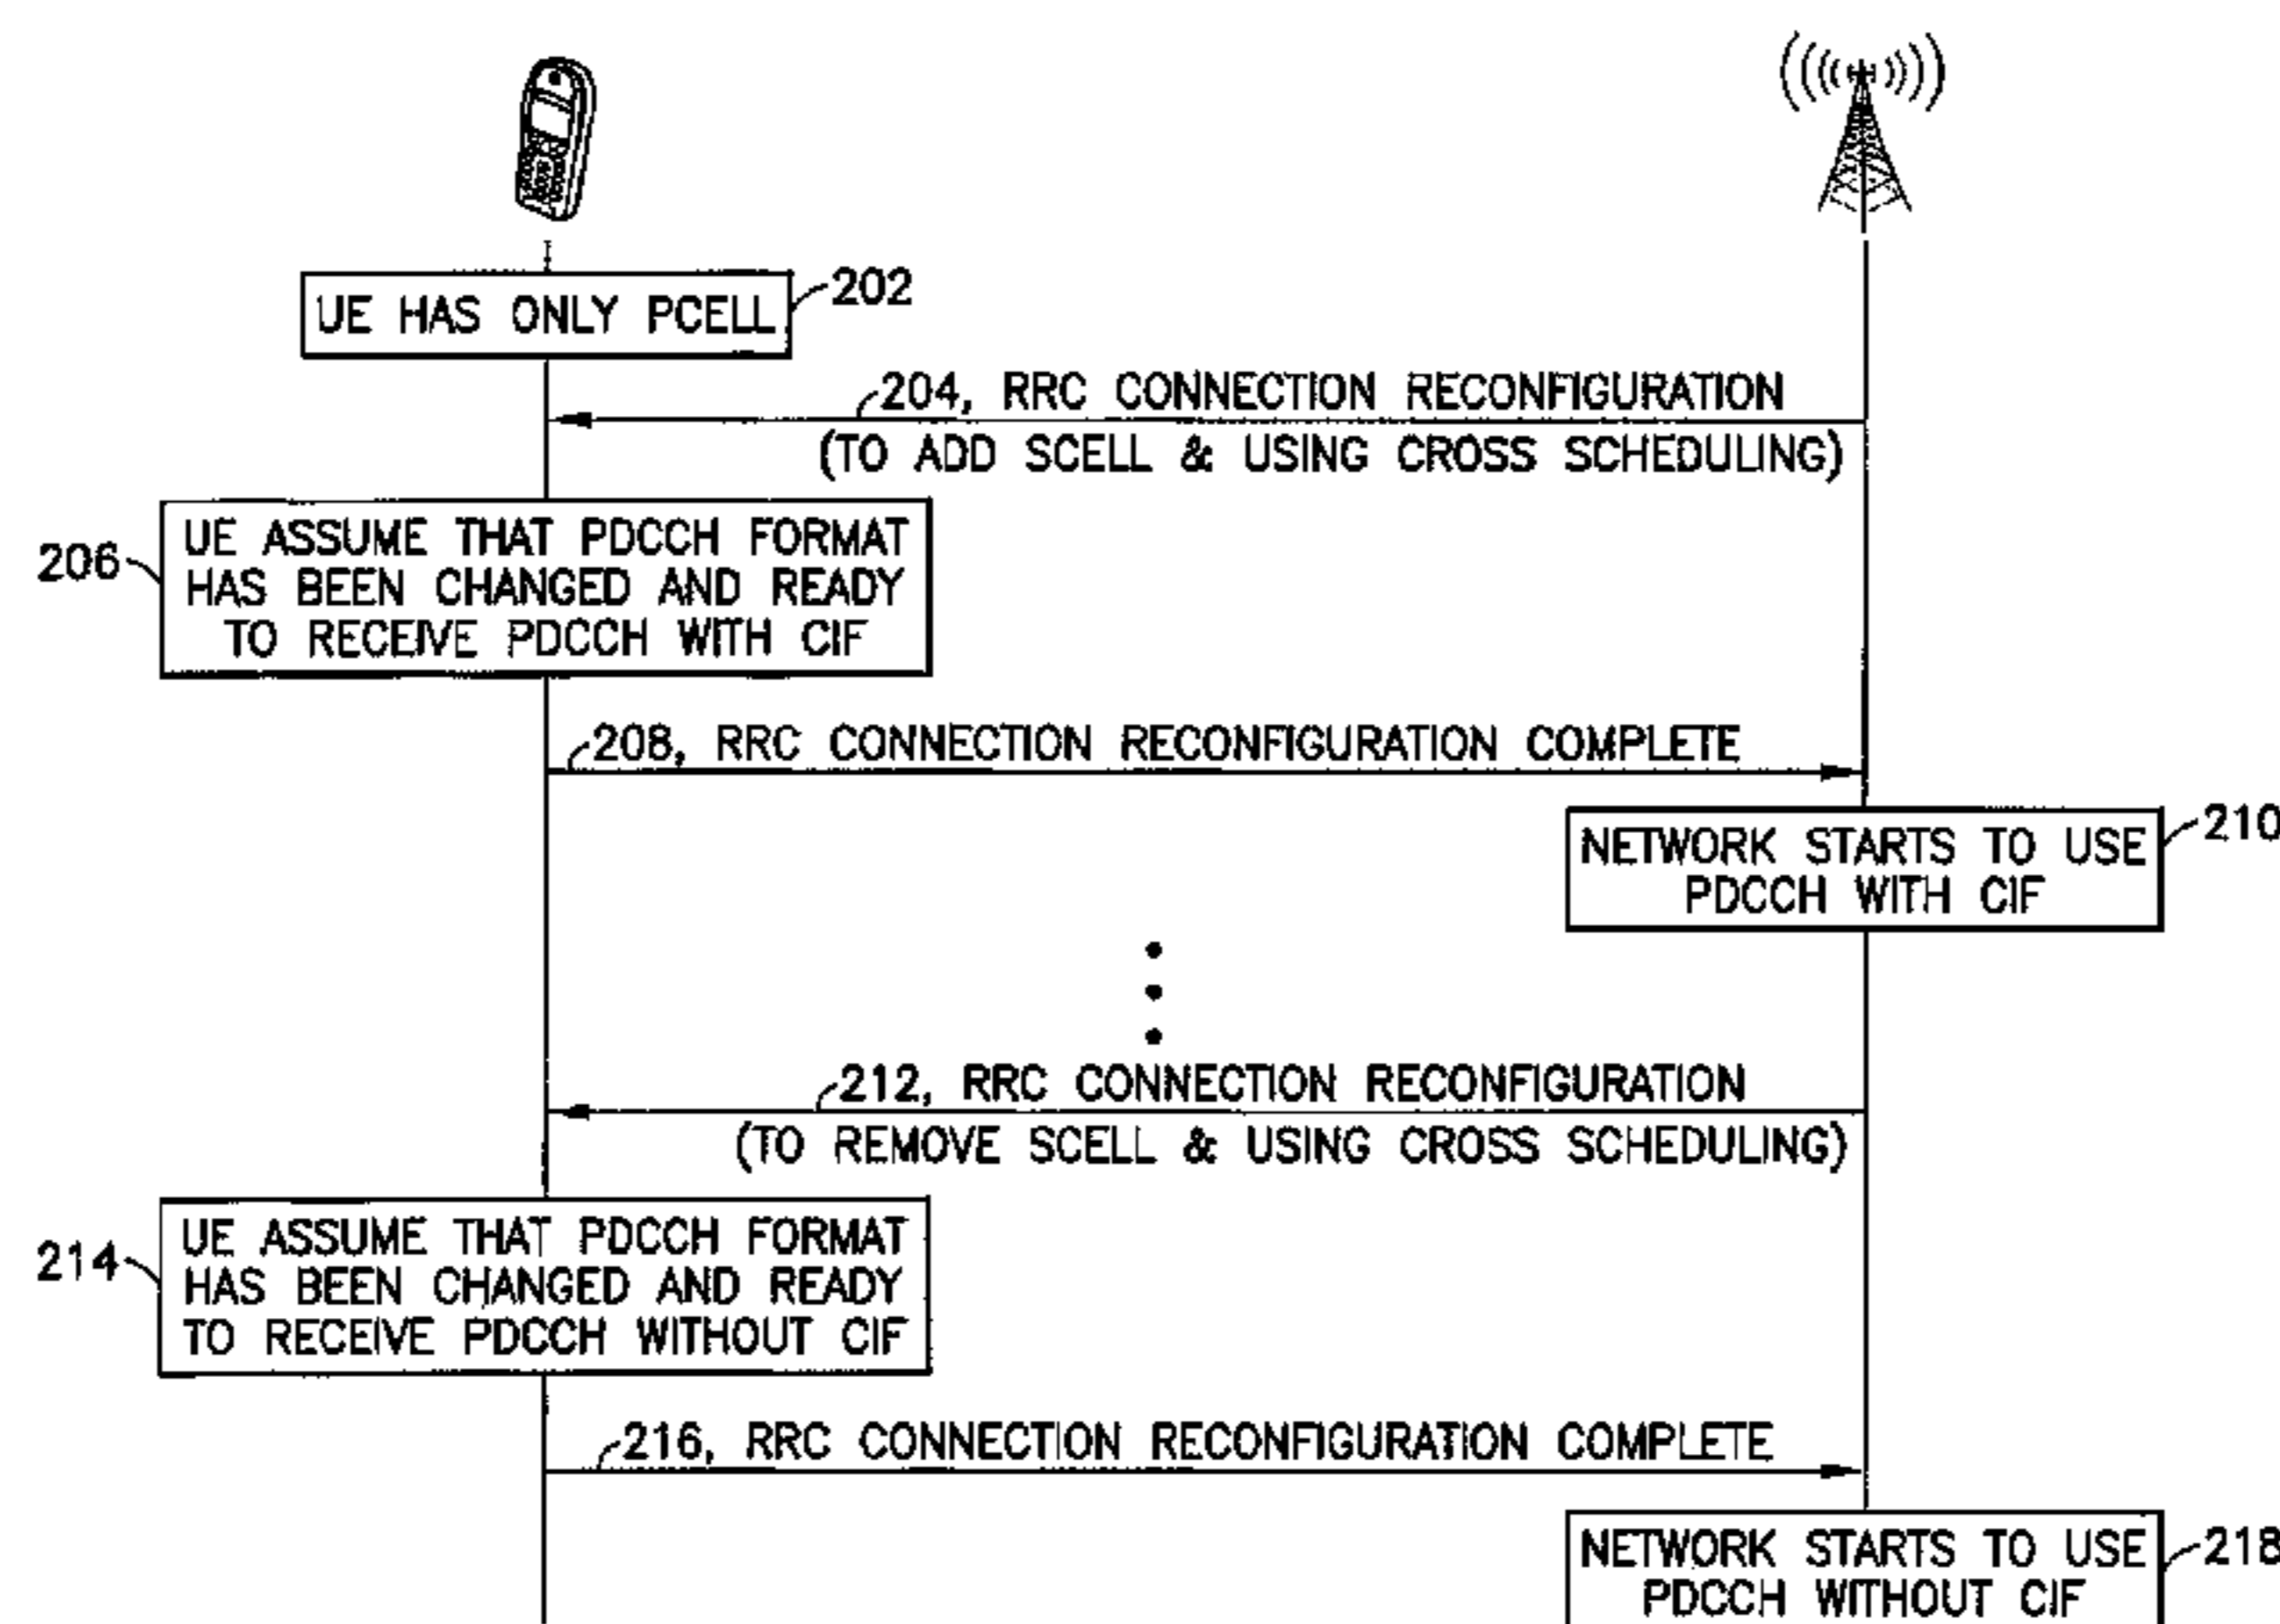 UE HAS ONLY PCELL
202
204, RRC CONNECTION RECONFIGURATION
(TO ADD SCELL & USING CROSS SCHEDULING)
206
UE ASSUME THAT PDCCH FORMAT
HAS BEEN CHANGED AND READY
TO RECEIVE PDCCH WITH CIF
208, RRC CONNECTION RECONFIGURATION COMPLETE
NETWORK STARTS TO USE
PDCCH WITH CIF
210
212, RRC CONNECTION RECONFIGURATION
(TO REMOVE SCELL & USING CROSS SCHEDULING)
214
UE ASSUME THAT PDCCH FORMAT
HAS BEEN CHANGED AND READY
TO RECEIVE PDCCH WITHOUT CIF
216, RRC CONNECTION RECONFIGURATION COMPLETE
NETWORK STARTS TO USE
PDCCH WITHOUT CIF
218